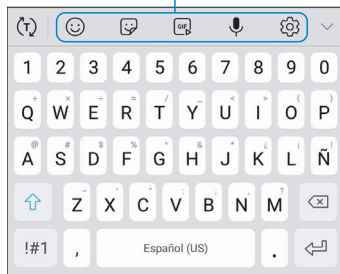 T
GIF
1 2 3 4 5 6 7 8 9 0
+ × ÷ = / _ < > ( )
Q W E R T Y U I O P
A S D F G H J K L Ñ
Z X C V B N M
!#1 , Español (US) .